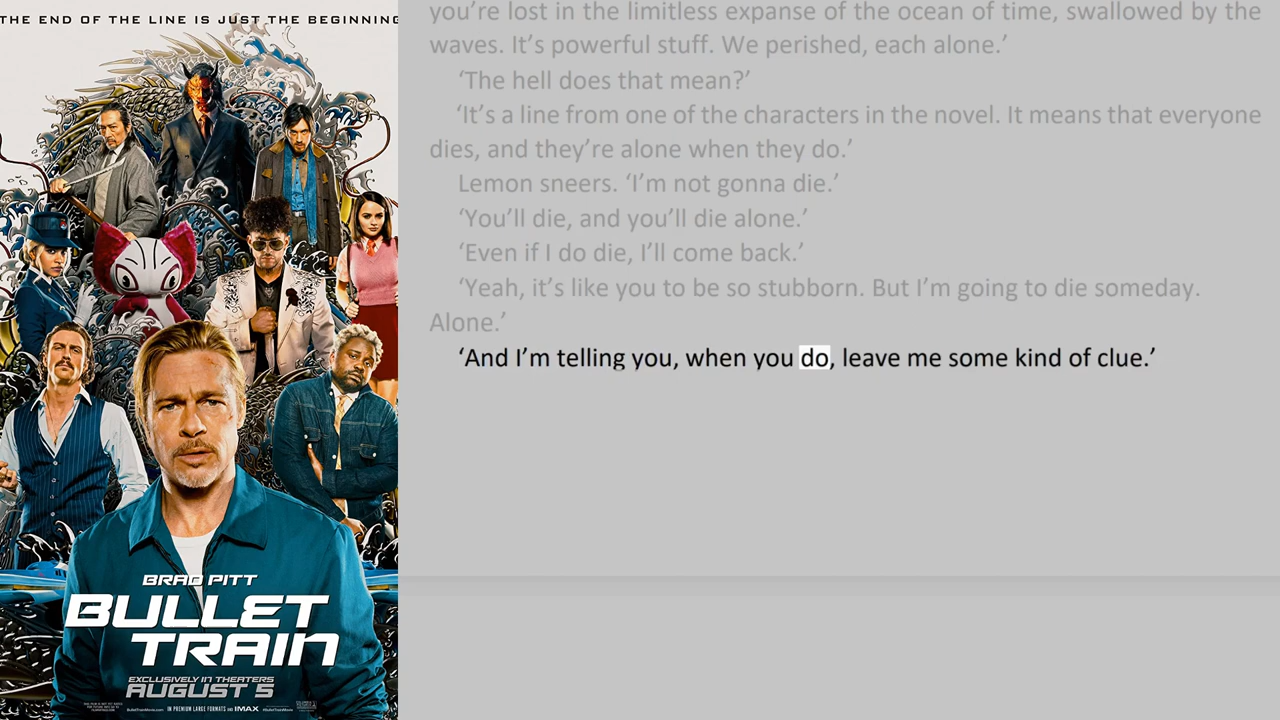 THE END OF THE LINE IS JUST THE BEGINNING
BRAD PITT
BULLET
TRAIN
EXCLUSIVELY IN THEATERS
AUGUST 5
BulletTrainMovie.com
IN PREMIUM LARGE FORMATS AND IMAX
#BulletTrainMovie
you’re lost in the limitless expanse of the ocean of time, swallowed by the
waves. It’s powerful stuff. We perished, each alone.’
‘The hell does that mean?’
‘It’s a line from one of the characters in the novel. It means that everyone
dies, and they’re alone when they do.’
Lemon sneers. ‘I’m not gonna die.’
‘You’ll die, and you’ll die alone.’
‘Even if I do die, I’ll come back.’
‘Yeah, it’s like you to be so stubborn. But I’m going to die someday.
Alone.’
‘And I’m telling you, when you do, leave me some kind of clue.’